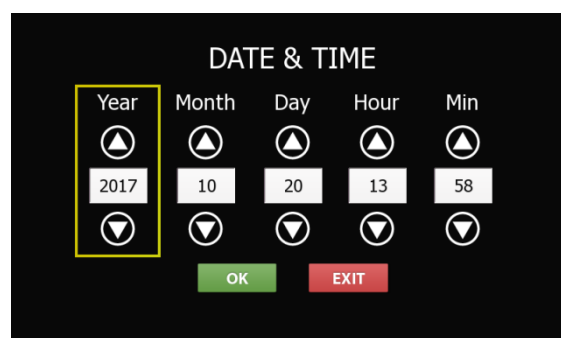 DATE & TIME
Year Month Day Hour Min
2017 10 20 13 58
OK EXIT